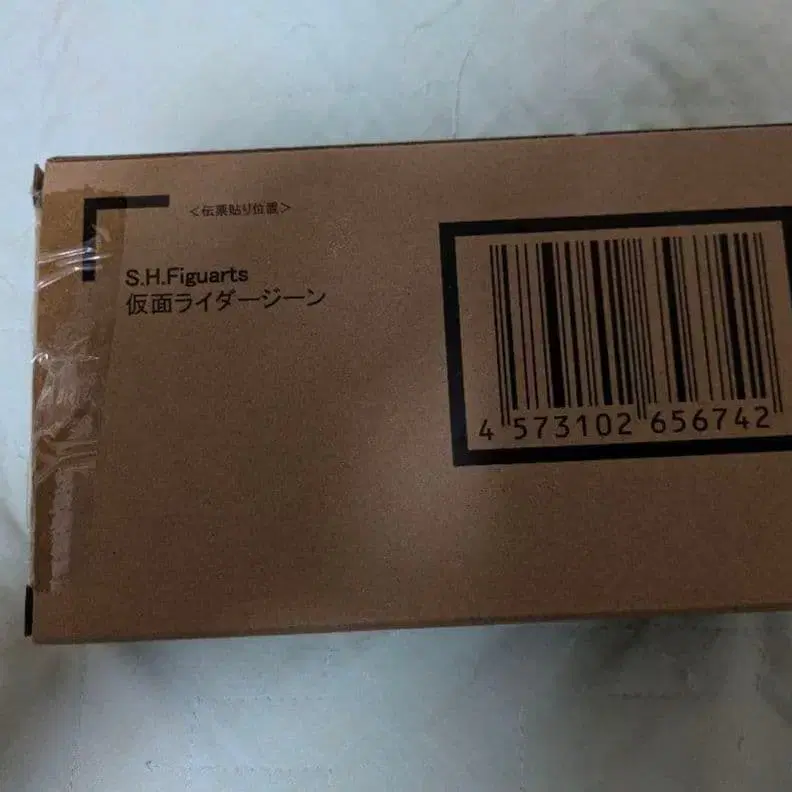 <伝票貼り位置>
S.H.Figuarts
仮面ライダージーン
4 573102 656742